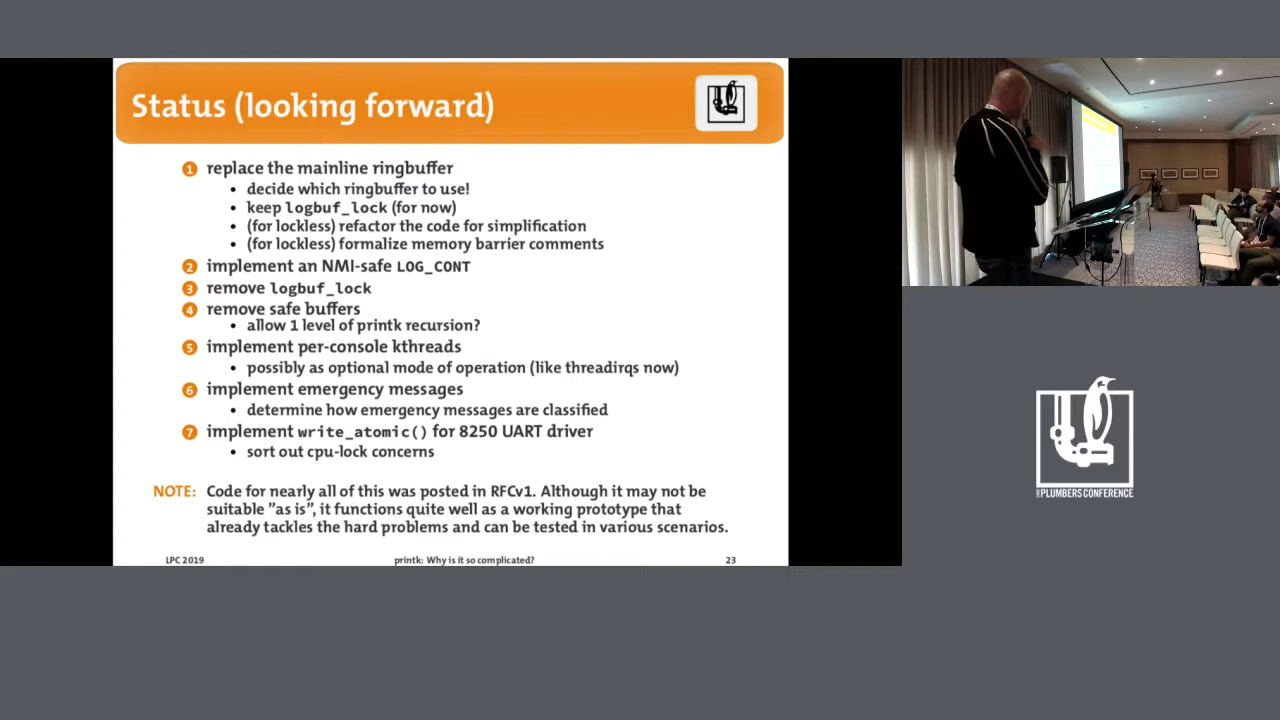 Status (looking forward)
1 replace the mainline ringbuffer
• decide which ringbuffer to use!
• keep logbuf_lock (for now)
• (for lockless) refactor the code for simplification
• (for lockless) formalize memory barrier comments
2 implement an NMI-safe LOG_CONT
3 remove logbuf_lock
4 remove safe buffers
• allow 1 level of printk recursion?
5 implement per-console kthreads
• possibly as optional mode of operation (like threadirqs now)
6 implement emergency messages
• determine how emergency messages are classified
7 implement write_atomic() for 8250 UART driver
• sort out cpu-lock concerns
NOTE: Code for nearly all of this was posted in RFCv1. Although it may not be
suitable ”as is”, it functions quite well as a working prototype that
already tackles the hard problems and can be tested in various scenarios.
LPC 2019 printk: Why is it so complicated? 23
PLUMBERS CONFERENCE